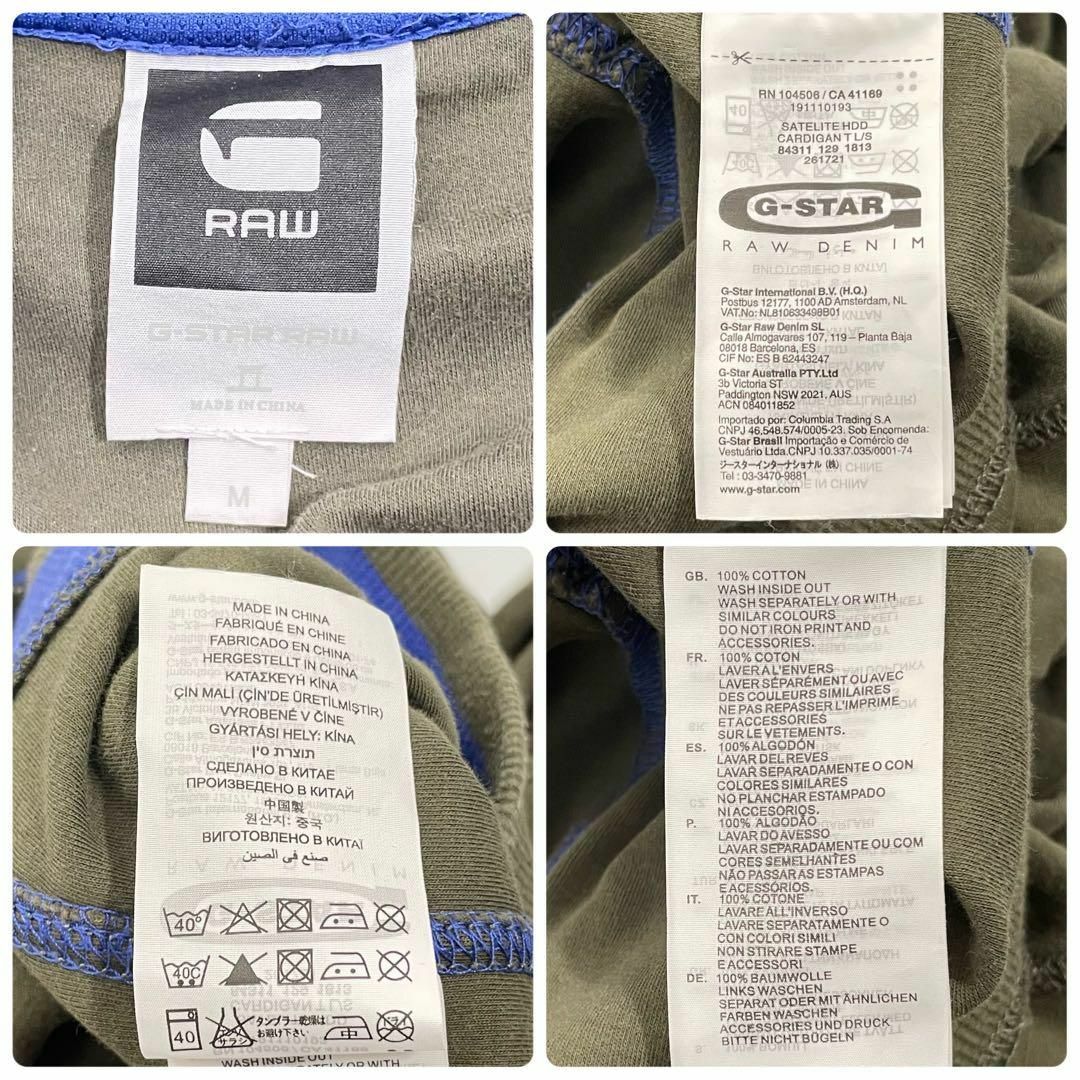 RAW
G-STAR RAW
MADE IN CHINA
M
RN 104506 / CA 41169
191110193
SATELITE HDD
CARDIGAN T L/S
84311 129 1813
261721
G-STAR
RAW DENIM
G-Star International B.V. (H.Q.)
Postbus 12177, 1100 AD Amsterdam, NL
VAT.No: NL810633498B01
G-Star Raw Denim SL
Calle Almogavares 107, 119 – Planta Baja
08018 Barcelona, ES
CIF No: ES B 62443247
G-Star Australia PTY.Ltd
3b Victoria ST
Paddington NSW 2021, AUS
ACN 084011852
Importado por: Columbia Trading S.A
CNPJ 46.548.574/0005-23. Sob Encomenda:
G-Star Brasil Importação e Comércio de
Vestuário Ltda.CNPJ 10.337.035/0001-74
ジースターインターナショナル (株)
Tel : 03-3470-9881
www.g-star.com
MADE IN CHINA
FABRIQUÉ EN CHINE
FABRICADO EN CHINA
HERGESTELLT IN CHINA
ΚΑΤΑΣΚΕΥΗ ΚΙΝΑ
ÇIN MALİ (ÇİN'DE ÜRETİLMİŞTİR)
VYROBENÉ V ČÍNE
GYÁRTÁSI HELY: KÍNA
תוצרת סין
СДЕЛАНО В КИТАЕ
ПРОИЗВЕДЕНО В КИТАЙ
中国製
원산지: 중국
ВИГОТОВЛЕНО В КИТАЇ
صنع في الصين
40°
40C
40
タンブラー乾燥は
お避け下さい
サラシ
中
ドライ
WASH INSIDE OUT
GB. 100% COTTON
WASH INSIDE OUT
WASH SEPARATELY OR WITH
SIMILAR COLOURS
DO NOT IRON PRINT AND
ACCESSORIES.
FR. 100% COTON
LAVER A L'ENVERS
LAVER SÉPARÉMENT OU AVEC
DES COULEURS SIMILAIRES
NE PAS REPASSER L'IMPRIME
ET ACCESSORIES
SUR LE VETEMENTS.
ES. 100% ALGODÓN
LAVAR DEL REVES
LAVAR SEPARADAMENTE O CON
COLORES SIMILARES
NO PLANCHAR ESTAMPADO
NI ACCESORIOS.
P. 100% ALGODÃO
LAVAR DO AVESSO
LAVAR SEPARADAMENTE OU COM
CORES SEMELHANTES
NÃO PASSAR AS ESTAMPAS
E ACESSÓRIOS.
IT. 100% COTONE
LAVARE ALL'INVERSO
LAVARE SEPARATAMENTE O
CON COLORI SIMILI
NON STIRARE STAMPE
E ACCESSORI
DE: 100% BAUMWOLLE
LINKS WASCHEN
SEPARAT ODER MIT ÄHNLICHEN
FARBEN WASCHEN
ACCESSORIES UND DRUCK
BITTE NICHT BÜGELN